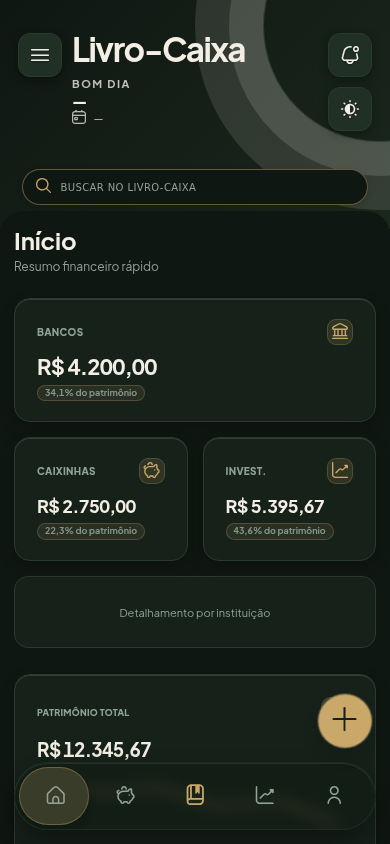 Livro-Caixa
BOM DIA
—
—
BUSCAR NO LIVRO-CAIXA
Início
Resumo financeiro rápido
BANCOS
R$ 4.200,00
34,1% do patrimônio
CAIXINHAS
R$ 2.750,00
22,3% do patrimônio
INVEST.
R$ 5.395,67
43,6% do patrimônio
Detalhamento por instituição
PATRIMÔNIO TOTAL
R$ 12.345,67